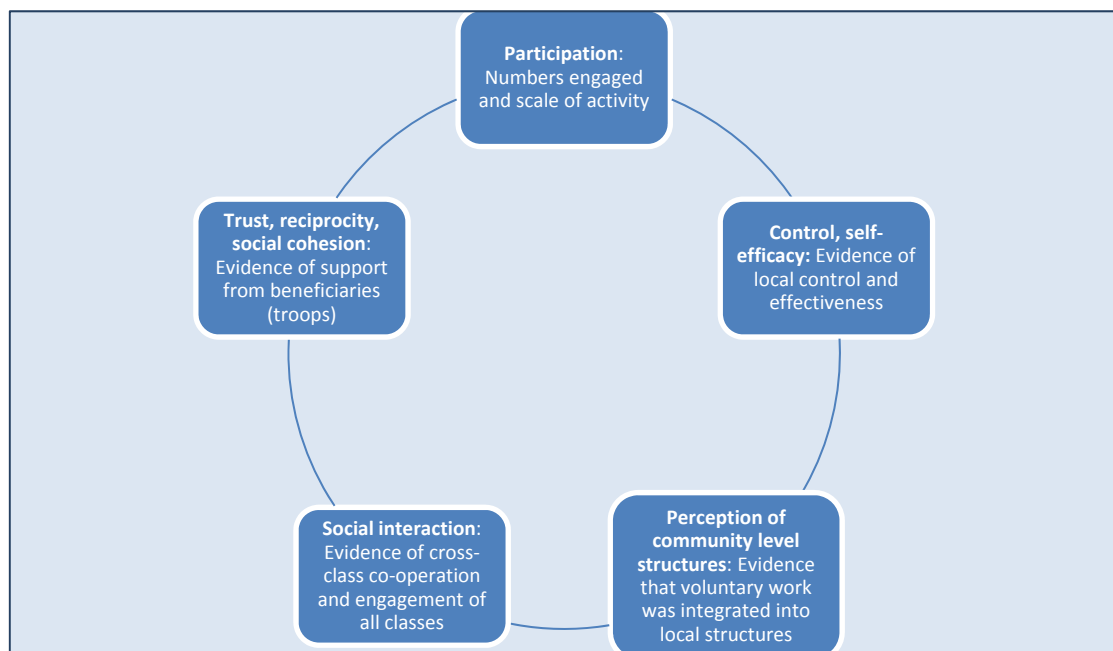 Participation:
Numbers engaged
and scale of activity
Control, self-
efficacy: Evidence of
local control and
effectiveness
Perception of
community level
structures: Evidence
that voluntary work
was integrated into
local structures
Social interaction:
Evidence of cross-
class co-operation
and engagement of
all classes
Trust, reciprocity,
social cohesion:
Evidence of support
from beneficiaries
(troops)